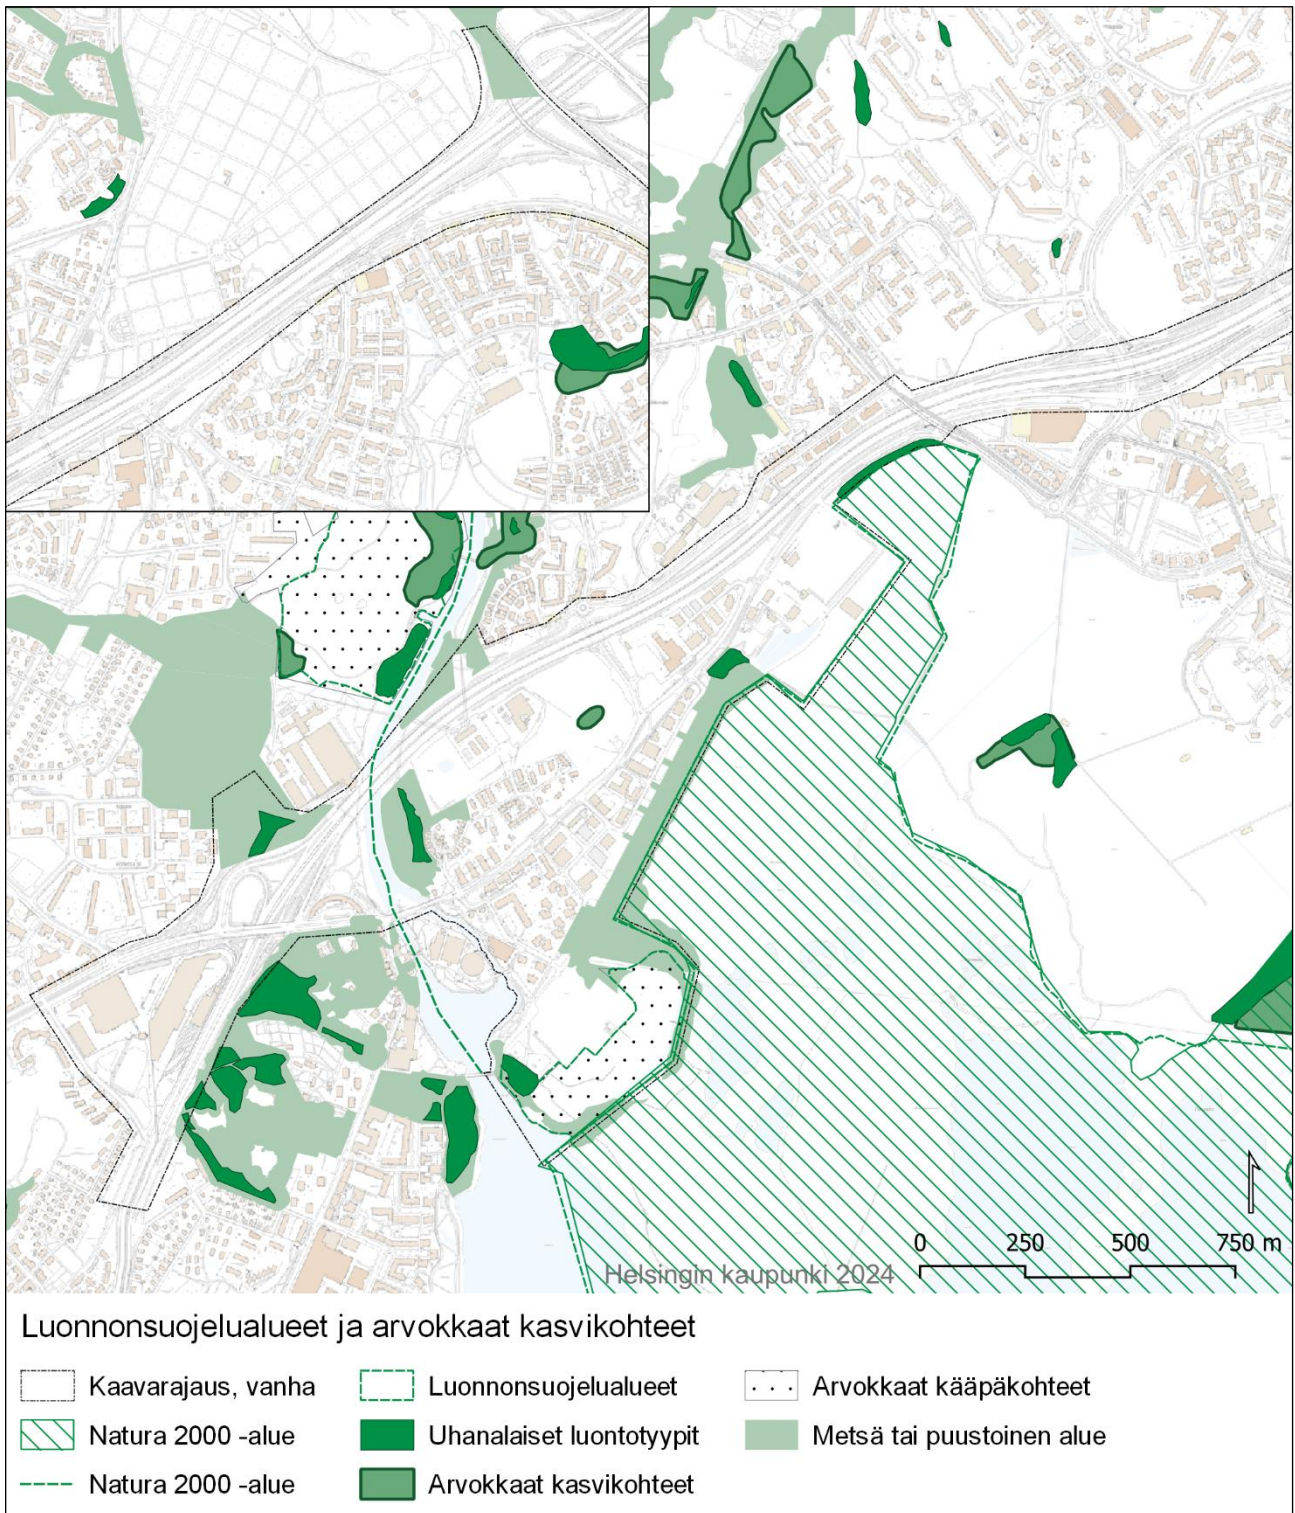 0 250 500 750 m
Helsingin kaupunki 2024
Luonnonsuojelualueet ja arvokkaat kasvikohteet
Kaavarajaus, vanha
Luonnonsuojelualueet
Arvokkaat kääpäkohteet
Natura 2000 -alue
Uhanalaiset luontotyypit
Metsä tai puustoinen alue
Natura 2000 -alue
Arvokkaat kasvikohteet